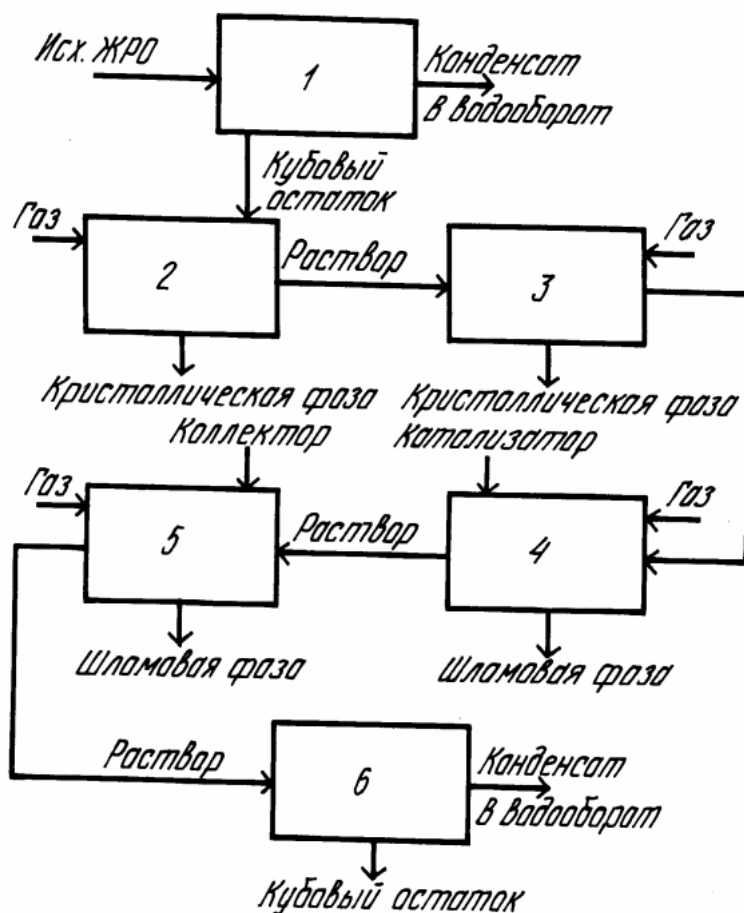 Исх. ЖРО
1
Конденсат
в водооборот
Кубовый
остаток
Газ
2
Раствор
3
Газ
Кристаллическая фаза
Кристаллическая фаза
Коллектор
Катализатор
Газ
5
Раствор
4
Газ
Шламовая фаза
Шламовая фаза
Раствор
6
Конденсат
в водооборот
Кубовый остаток